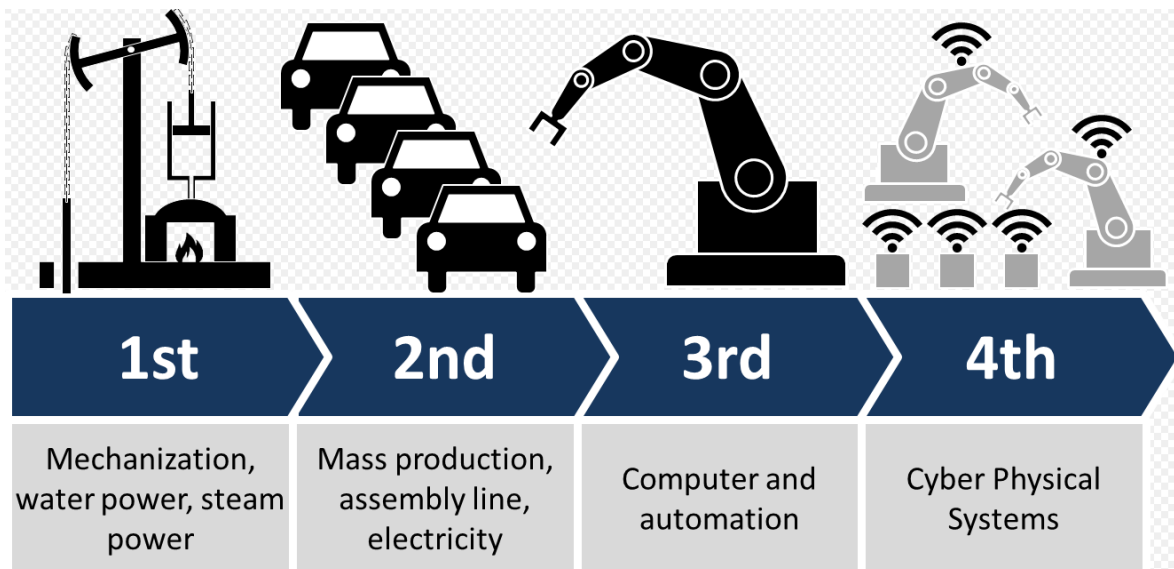 1st
2nd
3rd
4th
Mechanization,
water power, steam
power
Mass production,
assembly line,
electricity
Computer and
automation
Cyber Physical
Systems